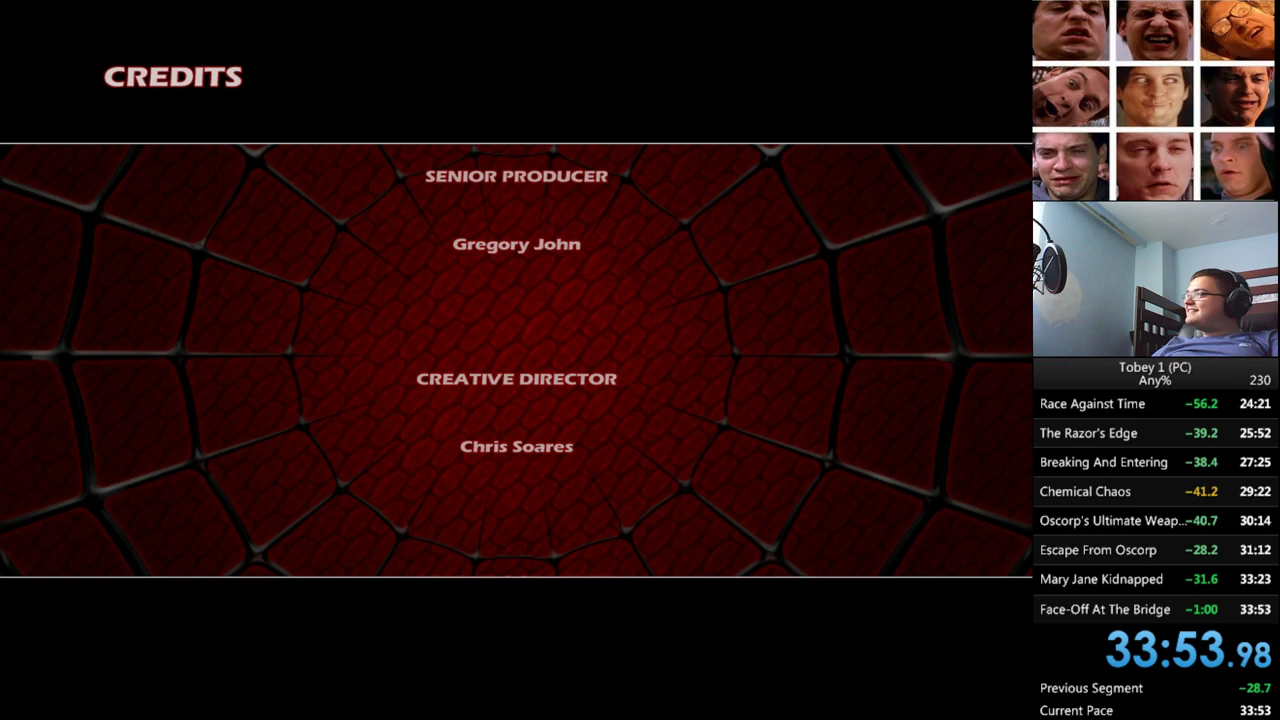 CREDITS
SENIOR PRODUCER
Gregory John
CREATIVE DIRECTOR
Chris Soares
Tobey 1 (PC)
Any% 230
Race Against Time -56.2 24:21
The Razor's Edge -39.2 25:52
Breaking And Entering -38.4 27:25
Chemical Chaos -41.2 29:22
Oscorp's Ultimate Weap... -40.7 30:14
Escape From Oscorp -28.2 31:12
Mary Jane Kidnapped -31.6 33:23
Face-Off At The Bridge -1:00 33:53
33:53.98
Previous Segment -28.7
Current Pace 33:53